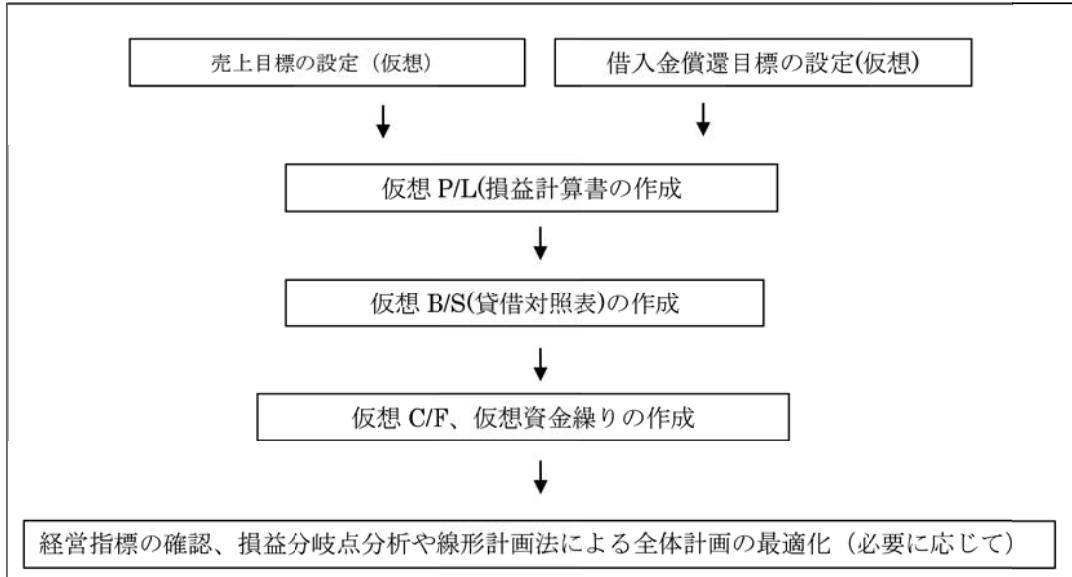 売上目標の設定（仮想）
借入金償還目標の設定(仮想)
仮想 P/L(損益計算書の作成
仮想 B/S(貸借対照表)の作成
仮想 C/F、仮想資金繰りの作成
経営指標の確認、損益分岐点分析や線形計画法による全体計画の最適化（必要に応じて）